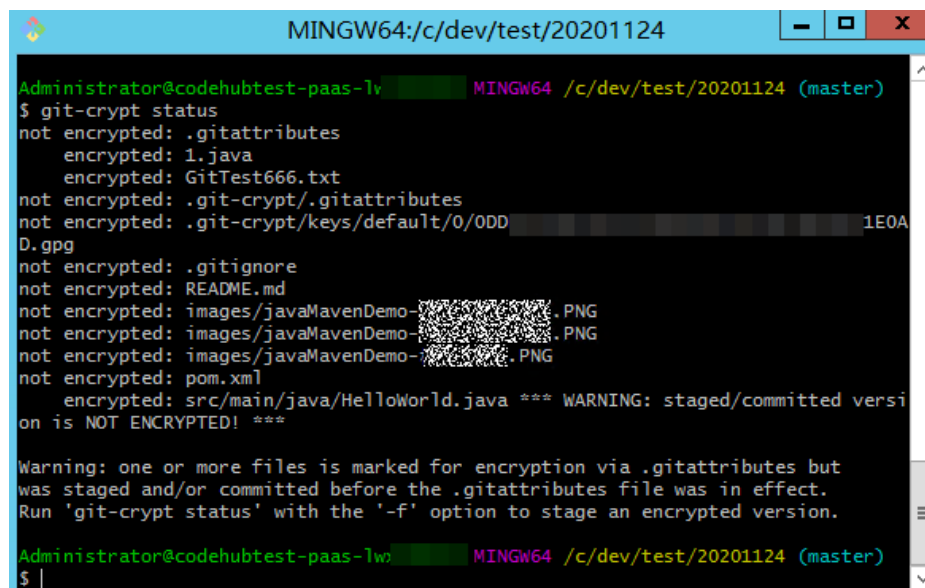 MINGW64:/c/dev/test/20201124
Administrator@codehubtest-paas-lw MINGW64 /c/dev/test/20201124 (master)
$ git-crypt status
not encrypted: .gitattributes
encrypted: 1.java
encrypted: GitTest666.txt
not encrypted: .git-crypt/.gitattributes
not encrypted: .git-crypt/keys/default/0/0DD 1E0A
D.gpg
not encrypted: .gitignore
not encrypted: README.md
not encrypted: images/javaMavenDemo- .PNG
not encrypted: images/javaMavenDemo- .PNG
not encrypted: images/javaMavenDemo- .PNG
not encrypted: pom.xml
encrypted: src/main/java/HelloWorld.java *** WARNING: staged/committed versi
on is NOT ENCRYPTED! ***
Warning: one or more files is marked for encryption via .gitattributes but
was staged and/or committed before the .gitattributes file was in effect.
Run 'git-crypt status' with the '-f' option to stage an encrypted version.
Administrator@codehubtest-paas-lwx MINGW64 /c/dev/test/20201124 (master)
$